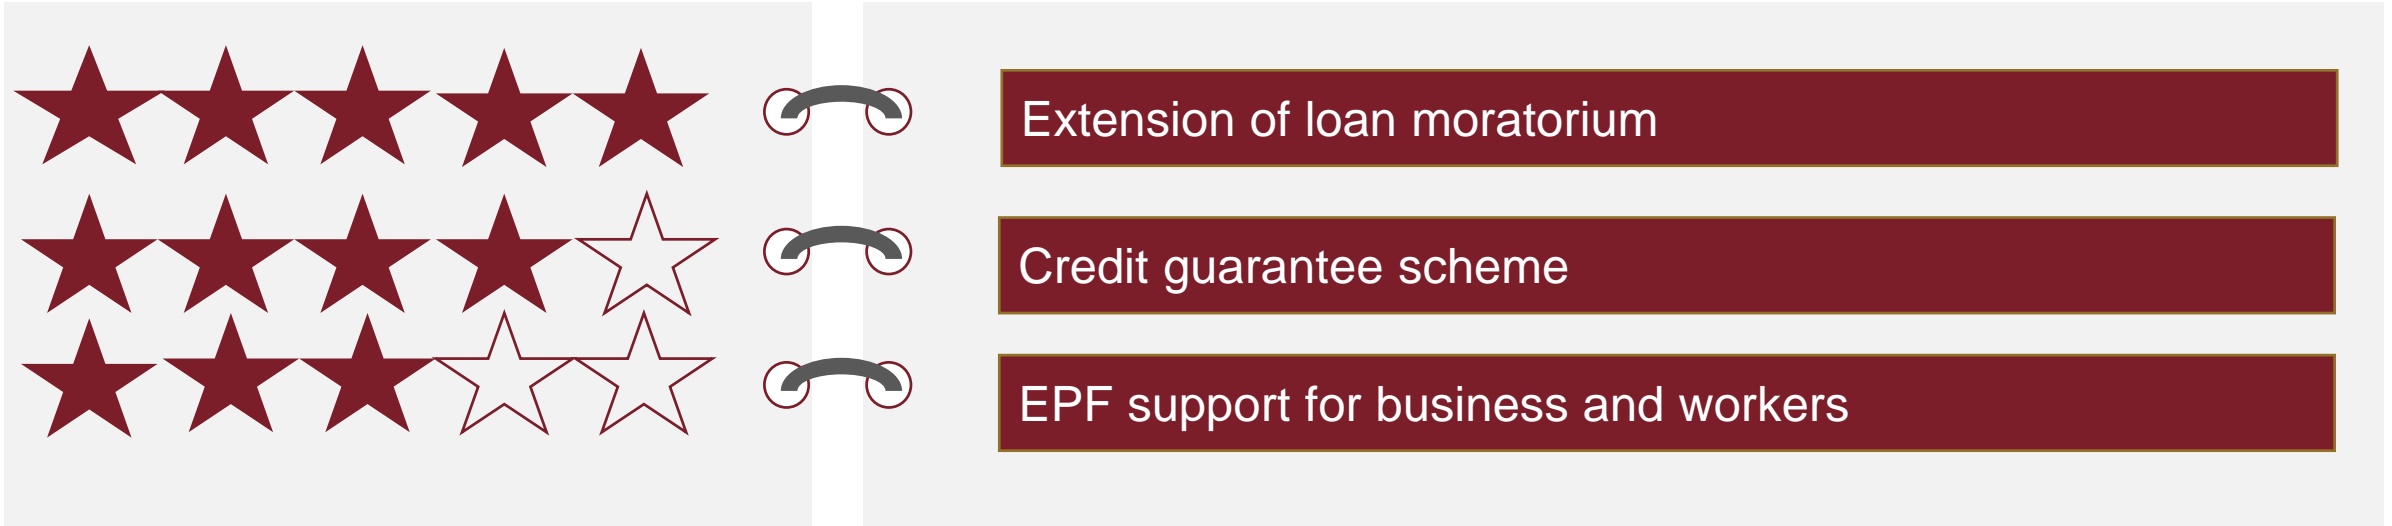 Extension of loan moratorium
Credit guarantee scheme
EPF support for business and workers